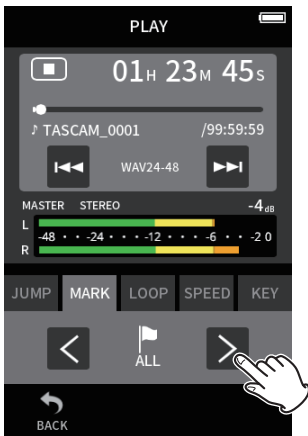 PLAY
01H 23M 45S
♪ TASCAM_0001 /99:59:59
WAV24-48
MASTER STEREO -4dB
L
-48 • • -24 • • • -12 • • • -6 • • -2 0
R
JUMP MARK LOOP SPEED KEY
ALL
BACK